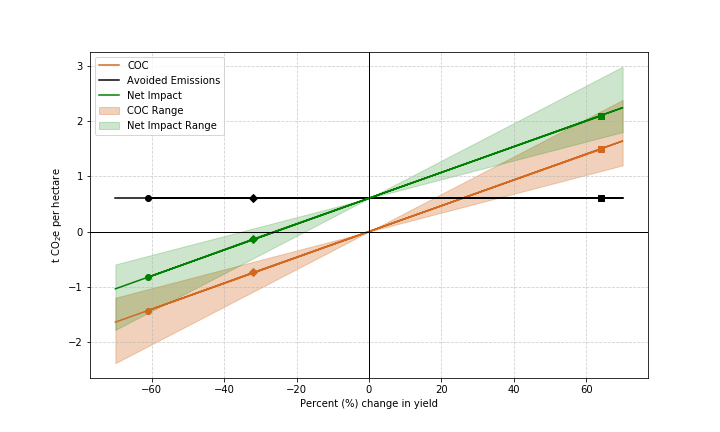 COC
Avoided Emissions
Net Impact
COC Range
Net Impact Range
3
2
1
0
−1
−2
t CO₂e per hectare
−60
−40
−20
0
20
40
60
Percent (%) change in yield